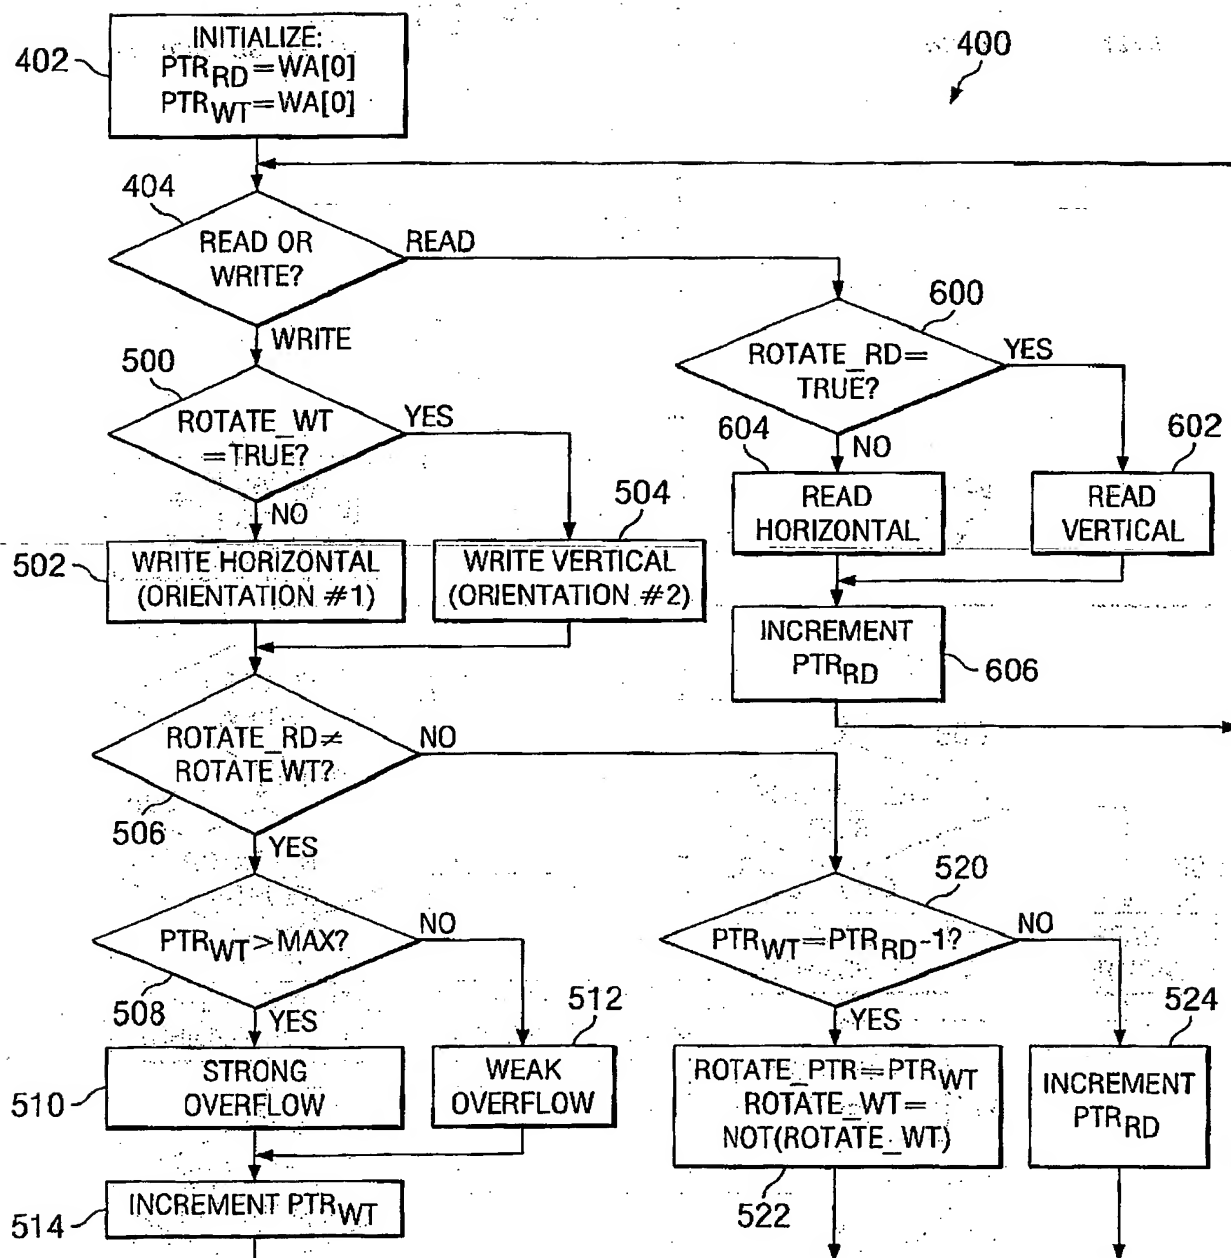 INITIALIZE:
PTRRD=WA[0]
PTRWT=WA[0]
402
400
404
READ OR
WRITE?
READ
WRITE
600
ROTATE_RD=
TRUE?
YES
NO
500
ROTATE_WT
=TRUE?
YES
NO
604
READ
HORIZONTAL
602
READ
VERTICAL
504
502
WRITE HORIZONTAL
(ORIENTATION #1)
WRITE VERTICAL
(ORIENTATION #2)
INCREMENT
PTRRD
606
ROTATE_RD≠
ROTATE WT?
NO
506
YES
520
PTRWT>MAX?
NO
508
YES
PTRWT=PTRRD-1?
NO
YES
512
524
510
STRONG
OVERFLOW
WEAK
OVERFLOW
ROTATE_PTR=PTRWT
ROTATE_WT=
NOT(ROTATE_WT)
522
INCREMENT
PTRRD
514
INCREMENT PTRWT